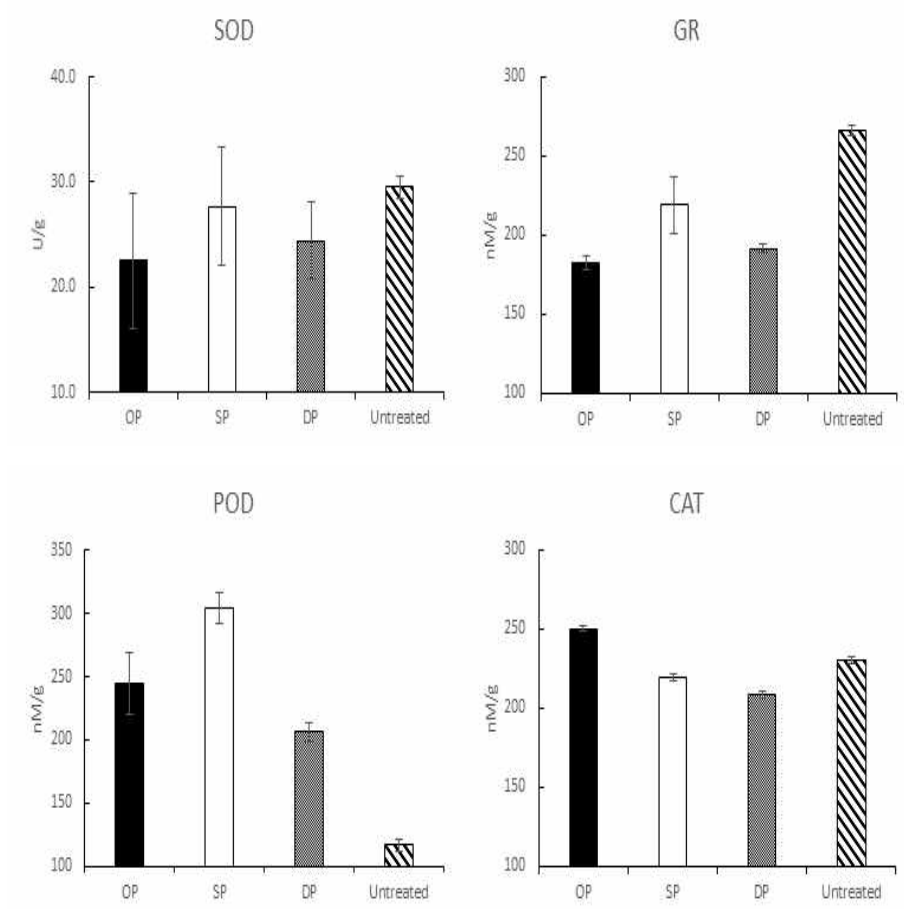 SOD
40.0
30.0
20.0
10.0
U/g
OP SP DP Untreated
GR
300
250
200
150
100
nM/g
OP SP DP Untreated
POD
350
300
250
200
150
100
nM/g
OP SP DP Untreated
CAT
300
250
200
150
100
nM/g
OP SP DP Untreated